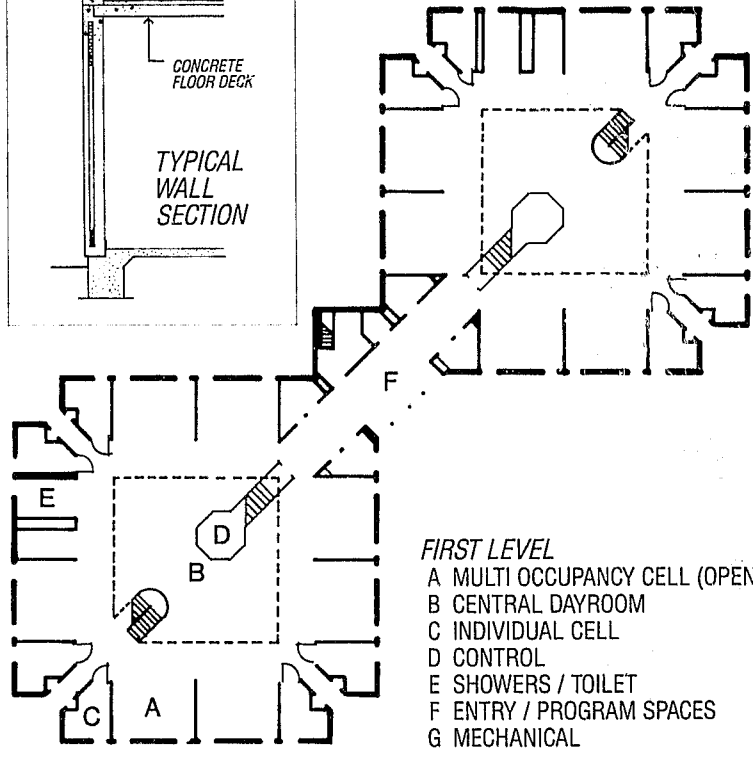 CONCRETE
FLOOR DECK
TYPICAL
WALL
SECTION
F
E
D
B
A
C
FIRST LEVEL
A MULTI OCCUPANCY CELL (OPEN
B CENTRAL DAYROOM
C INDIVIDUAL CELL
D CONTROL
E SHOWERS / TOILET
F ENTRY / PROGRAM SPACES
G MECHANICAL